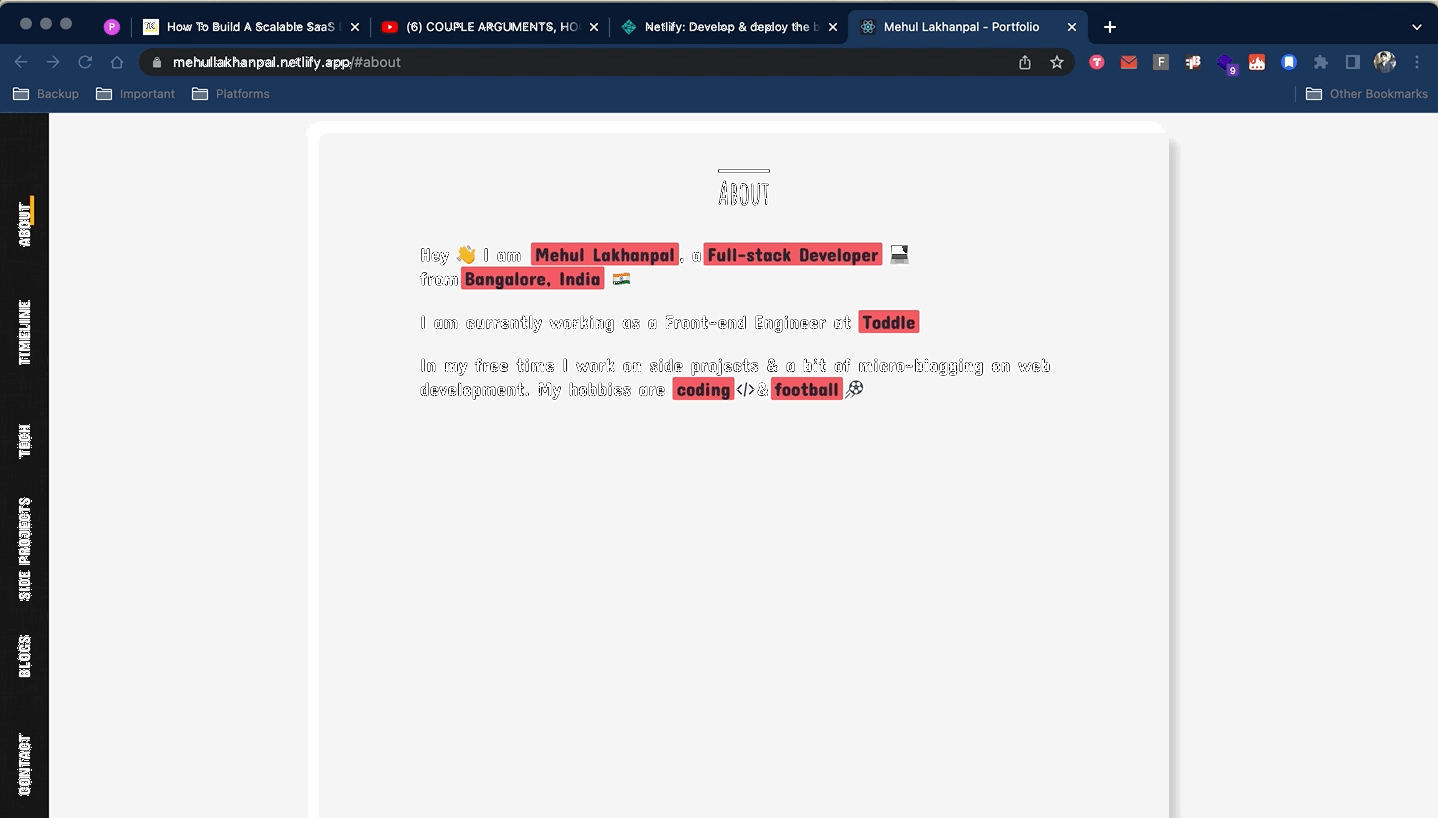 How To Build A Scalable SaaS
(6) COUPLE ARGUMENTS, HO
Netlify: Develop & deploy the b
Mehul Lakhanpal - Portfolio
mehullakhanpal.netlify.app/#about
Backup
Important
Platforms
Other Bookmarks
P
F
9
ABOUT
TIMELINE
TECH
SIDE PROJECTS
BLOGS
CONTACT
ABOUT
Hey 👋 I am Mehul Lakhanpal, a Full-stack Developer 💻
from Bangalore, India 🇮🇳
I am currently working as a Front-end Engineer at Toddle
In my free time I work on side projects & a bit of micro-blogging on web
development. My hobbies are coding </> & football